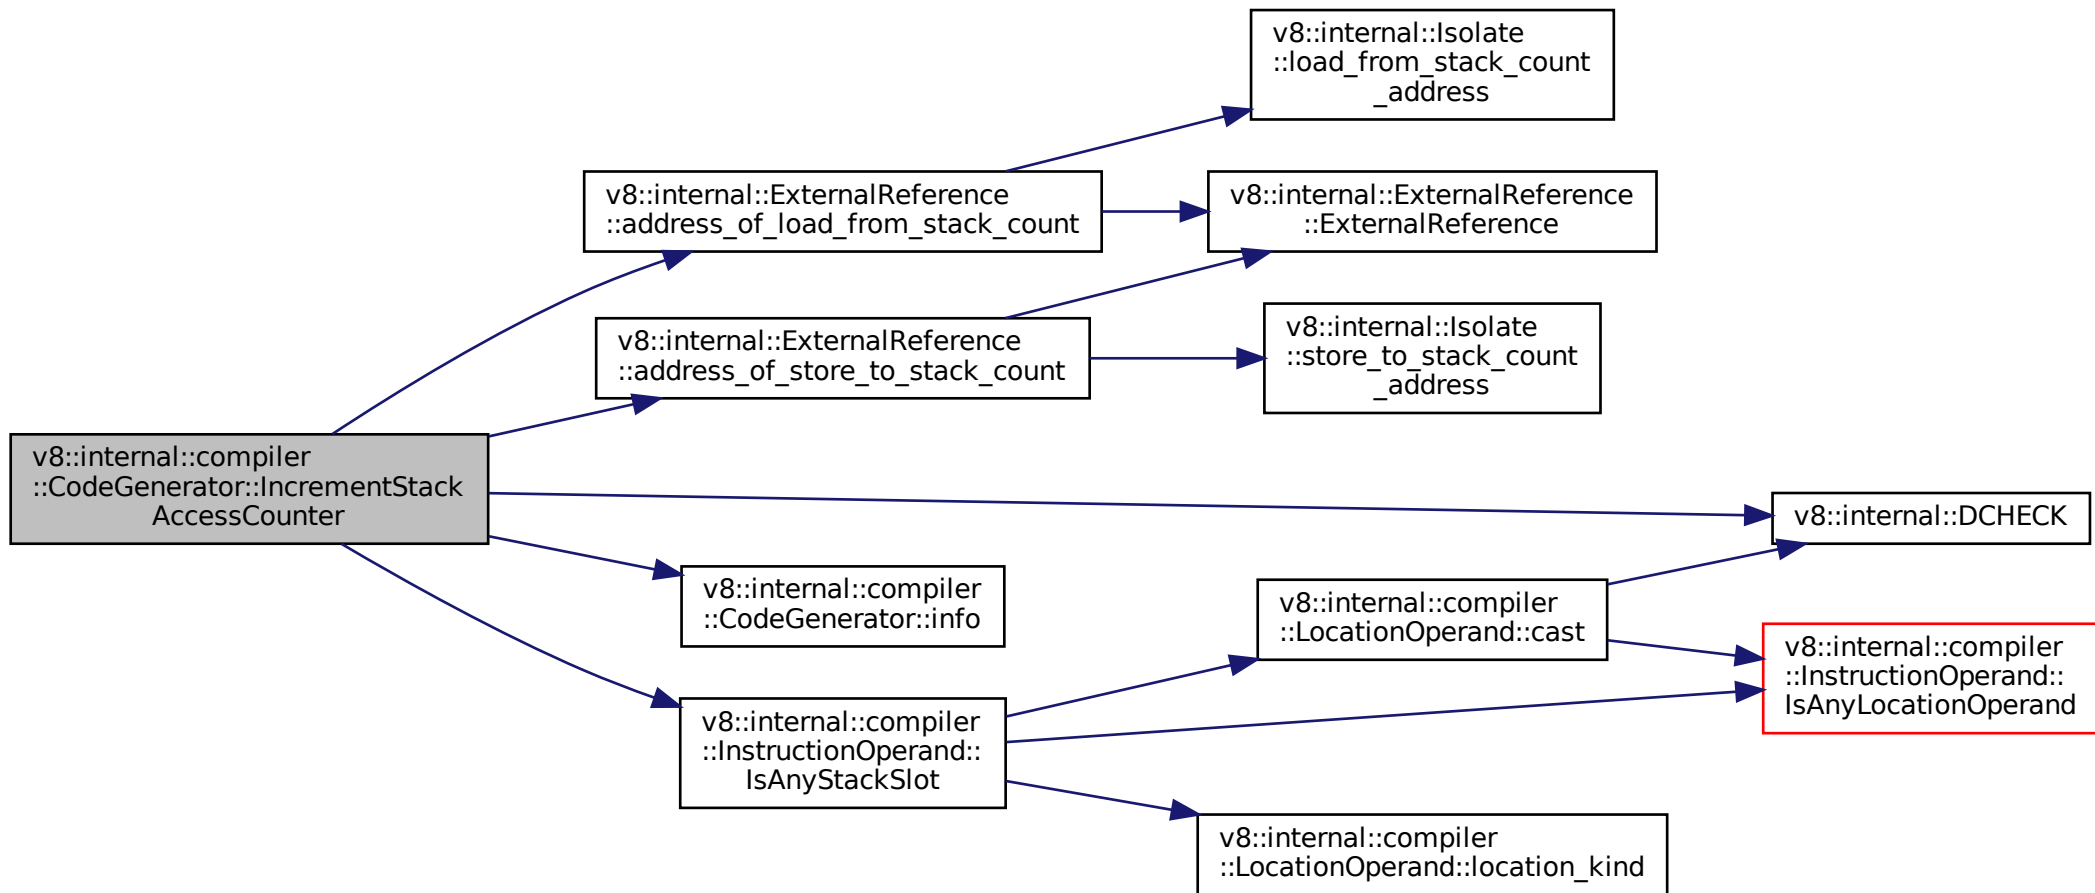 v8::internal::Isolate
::load_from_stack_count
_address
v8::internal::ExternalReference
::address_of_load_from_stack_count
v8::internal::ExternalReference
::ExternalReference
v8::internal::ExternalReference
::address_of_store_to_stack_count
v8::internal::Isolate
::store_to_stack_count
_address
v8::internal::compiler
::CodeGenerator::IncrementStack
AccessCounter
v8::internal::DCHECK
v8::internal::compiler
::CodeGenerator::info
v8::internal::compiler
::LocationOperand::cast
v8::internal::compiler
::InstructionOperand::
IsAnyLocationOperand
v8::internal::compiler
::InstructionOperand::
IsAnyStackSlot
v8::internal::compiler
::LocationOperand::location_kind